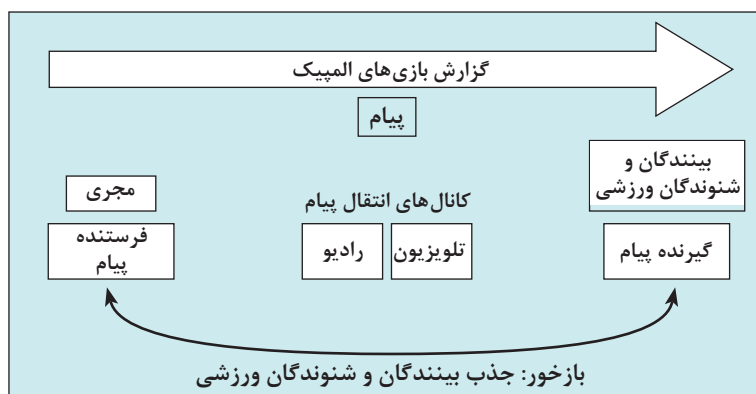 گزارش بازی‌های المپیک
پیام
بینندگان و
شنوندگان ورزشی
مجری
کانال‌های انتقال پیام
گیرنده پیام
تلویزیون
رادیو
فرستنده
پیام
بازخور: جذب بینندگان و شنوندگان ورزشی